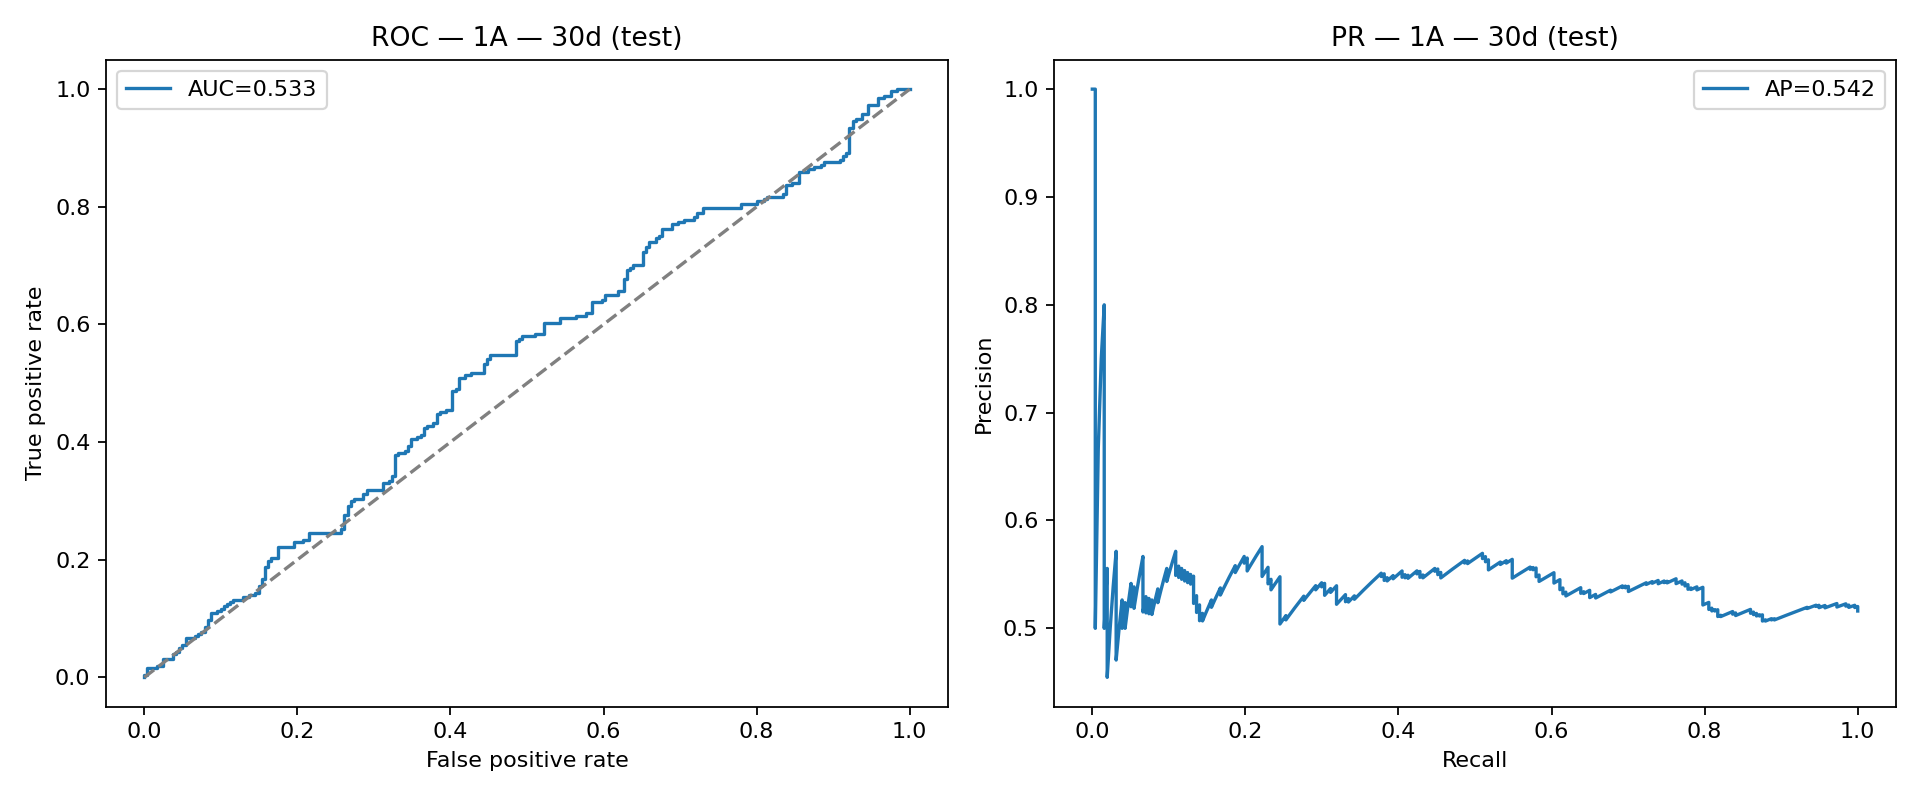 ROC — 1A — 30d (test)
AUC=0.533
1.0
0.8
0.6
0.4
0.2
0.0
True positive rate
0.0 0.2 0.4 0.6 0.8 1.0
False positive rate
PR — 1A — 30d (test)
AP=0.542
1.0
0.9
0.8
0.7
0.6
0.5
Precision
0.0 0.2 0.4 0.6 0.8 1.0
Recall